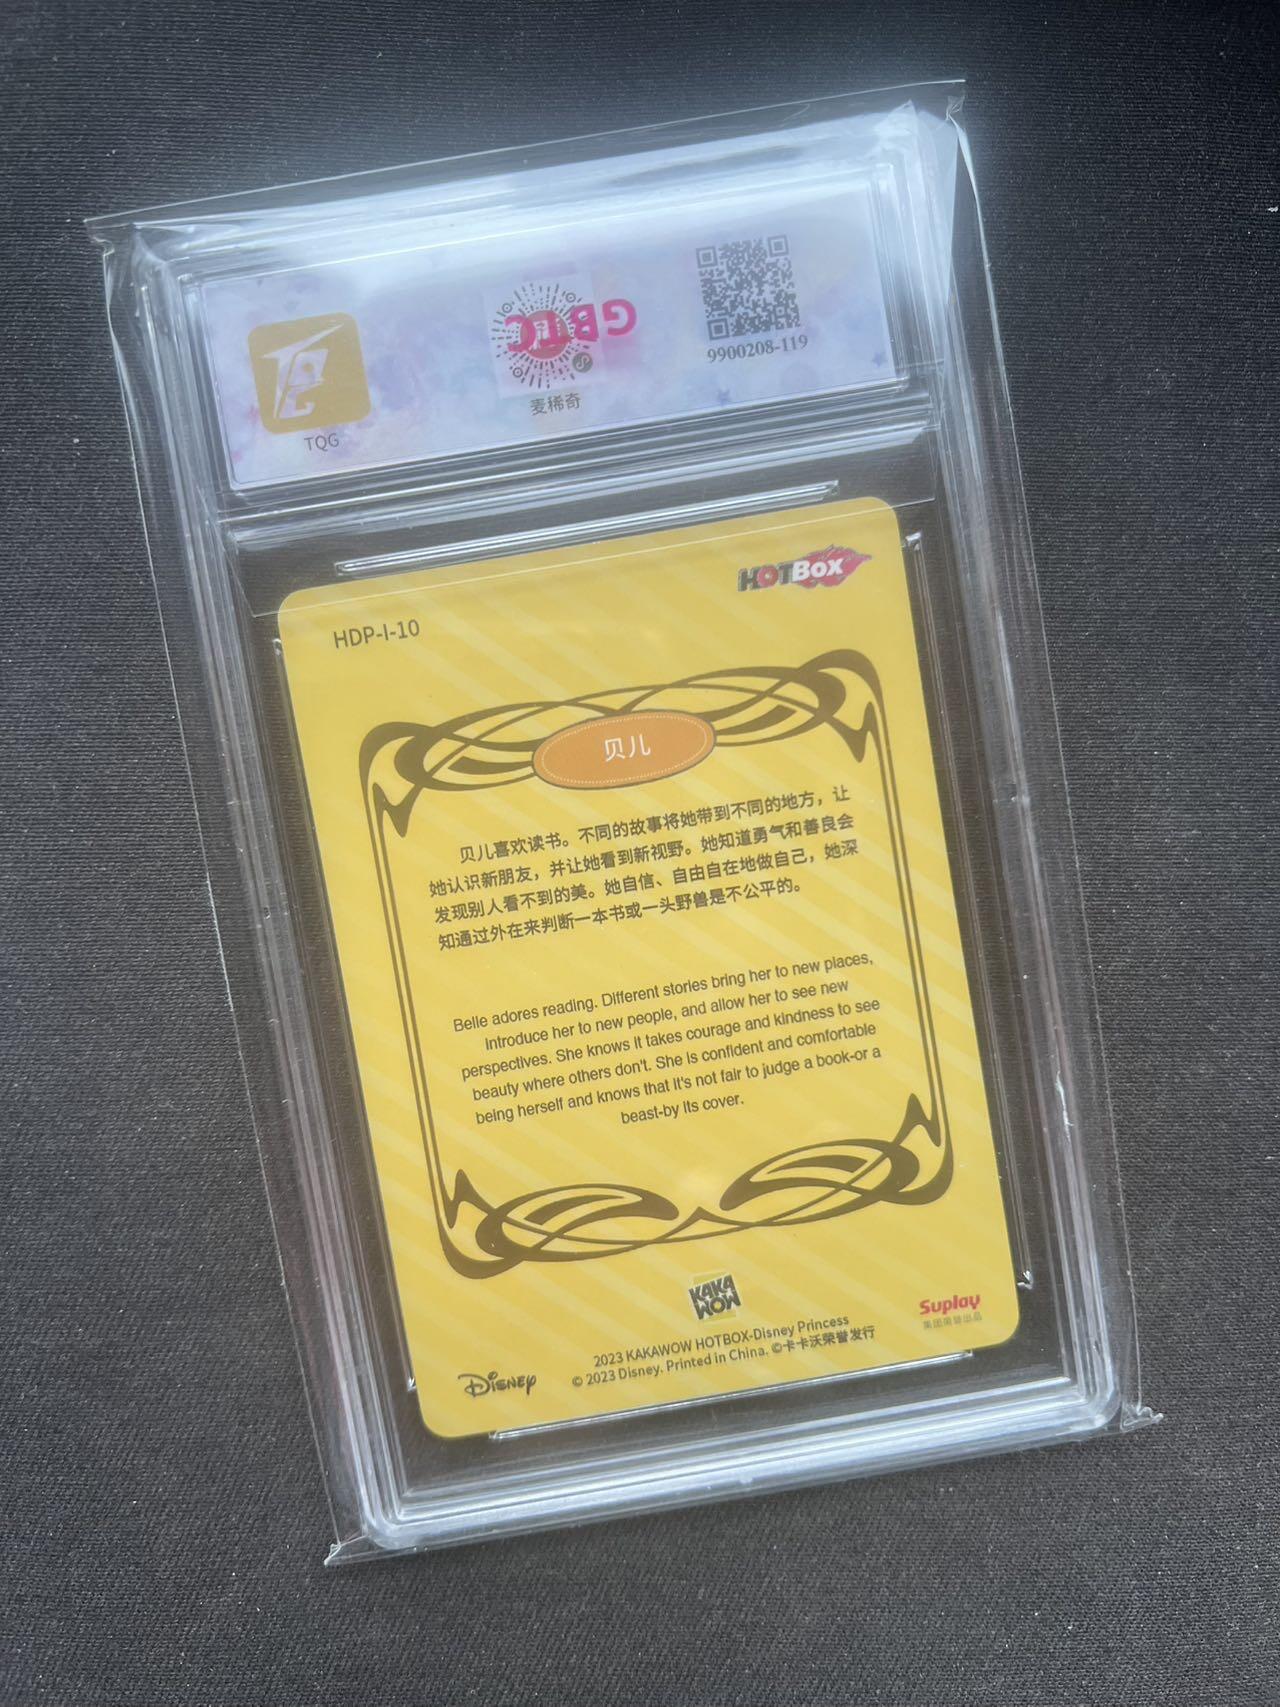 TQG
GBTC
麦稀奇
9900208-119
HOTBOX
HDP-I-10
贝儿
贝儿喜欢读书。不同的故事将她带到不同的地方，让
她认识新朋友，并让她看到新视野。她知道勇气和善良会
发现别人看不到的美。她自信、自由自在地做自己，她深
知通过外在来判断一本书或一头野兽是不公平的。
Belle adores reading. Different stories bring her to new places,
introduce her to new people, and allow her to see new
perspectives. She knows it takes courage and kindness to see
beauty where others don't. She is confident and comfortable
being herself and knows that it's not fair to judge a book-or a
beast-by its cover.
KAKA
WOW
Suplay
2023 KAKAWOW HOTBOX-Disney Princess
© 2023 Disney. Printed in China. ©卡卡沃荣誉发行
Disney